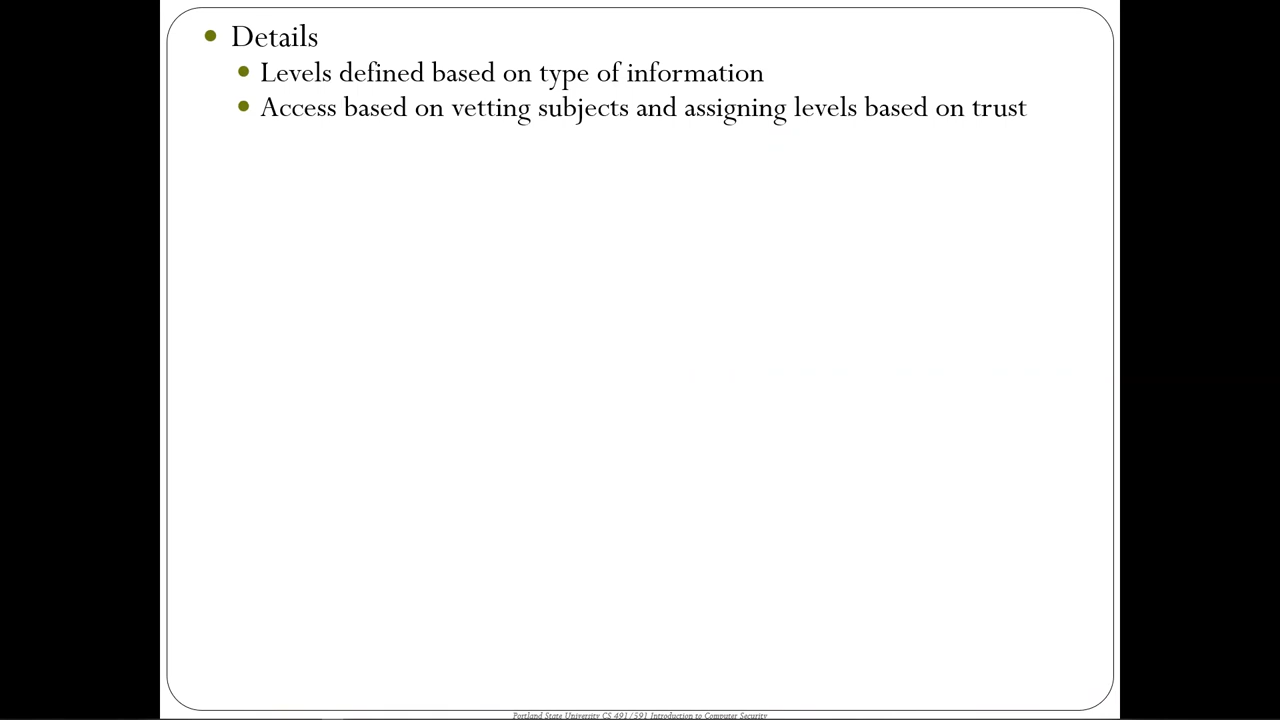 Details
Levels defined based on type of information
Access based on vetting subjects and assigning levels based on trust
Portland State University CS 491/591 Introduction to Computer Security